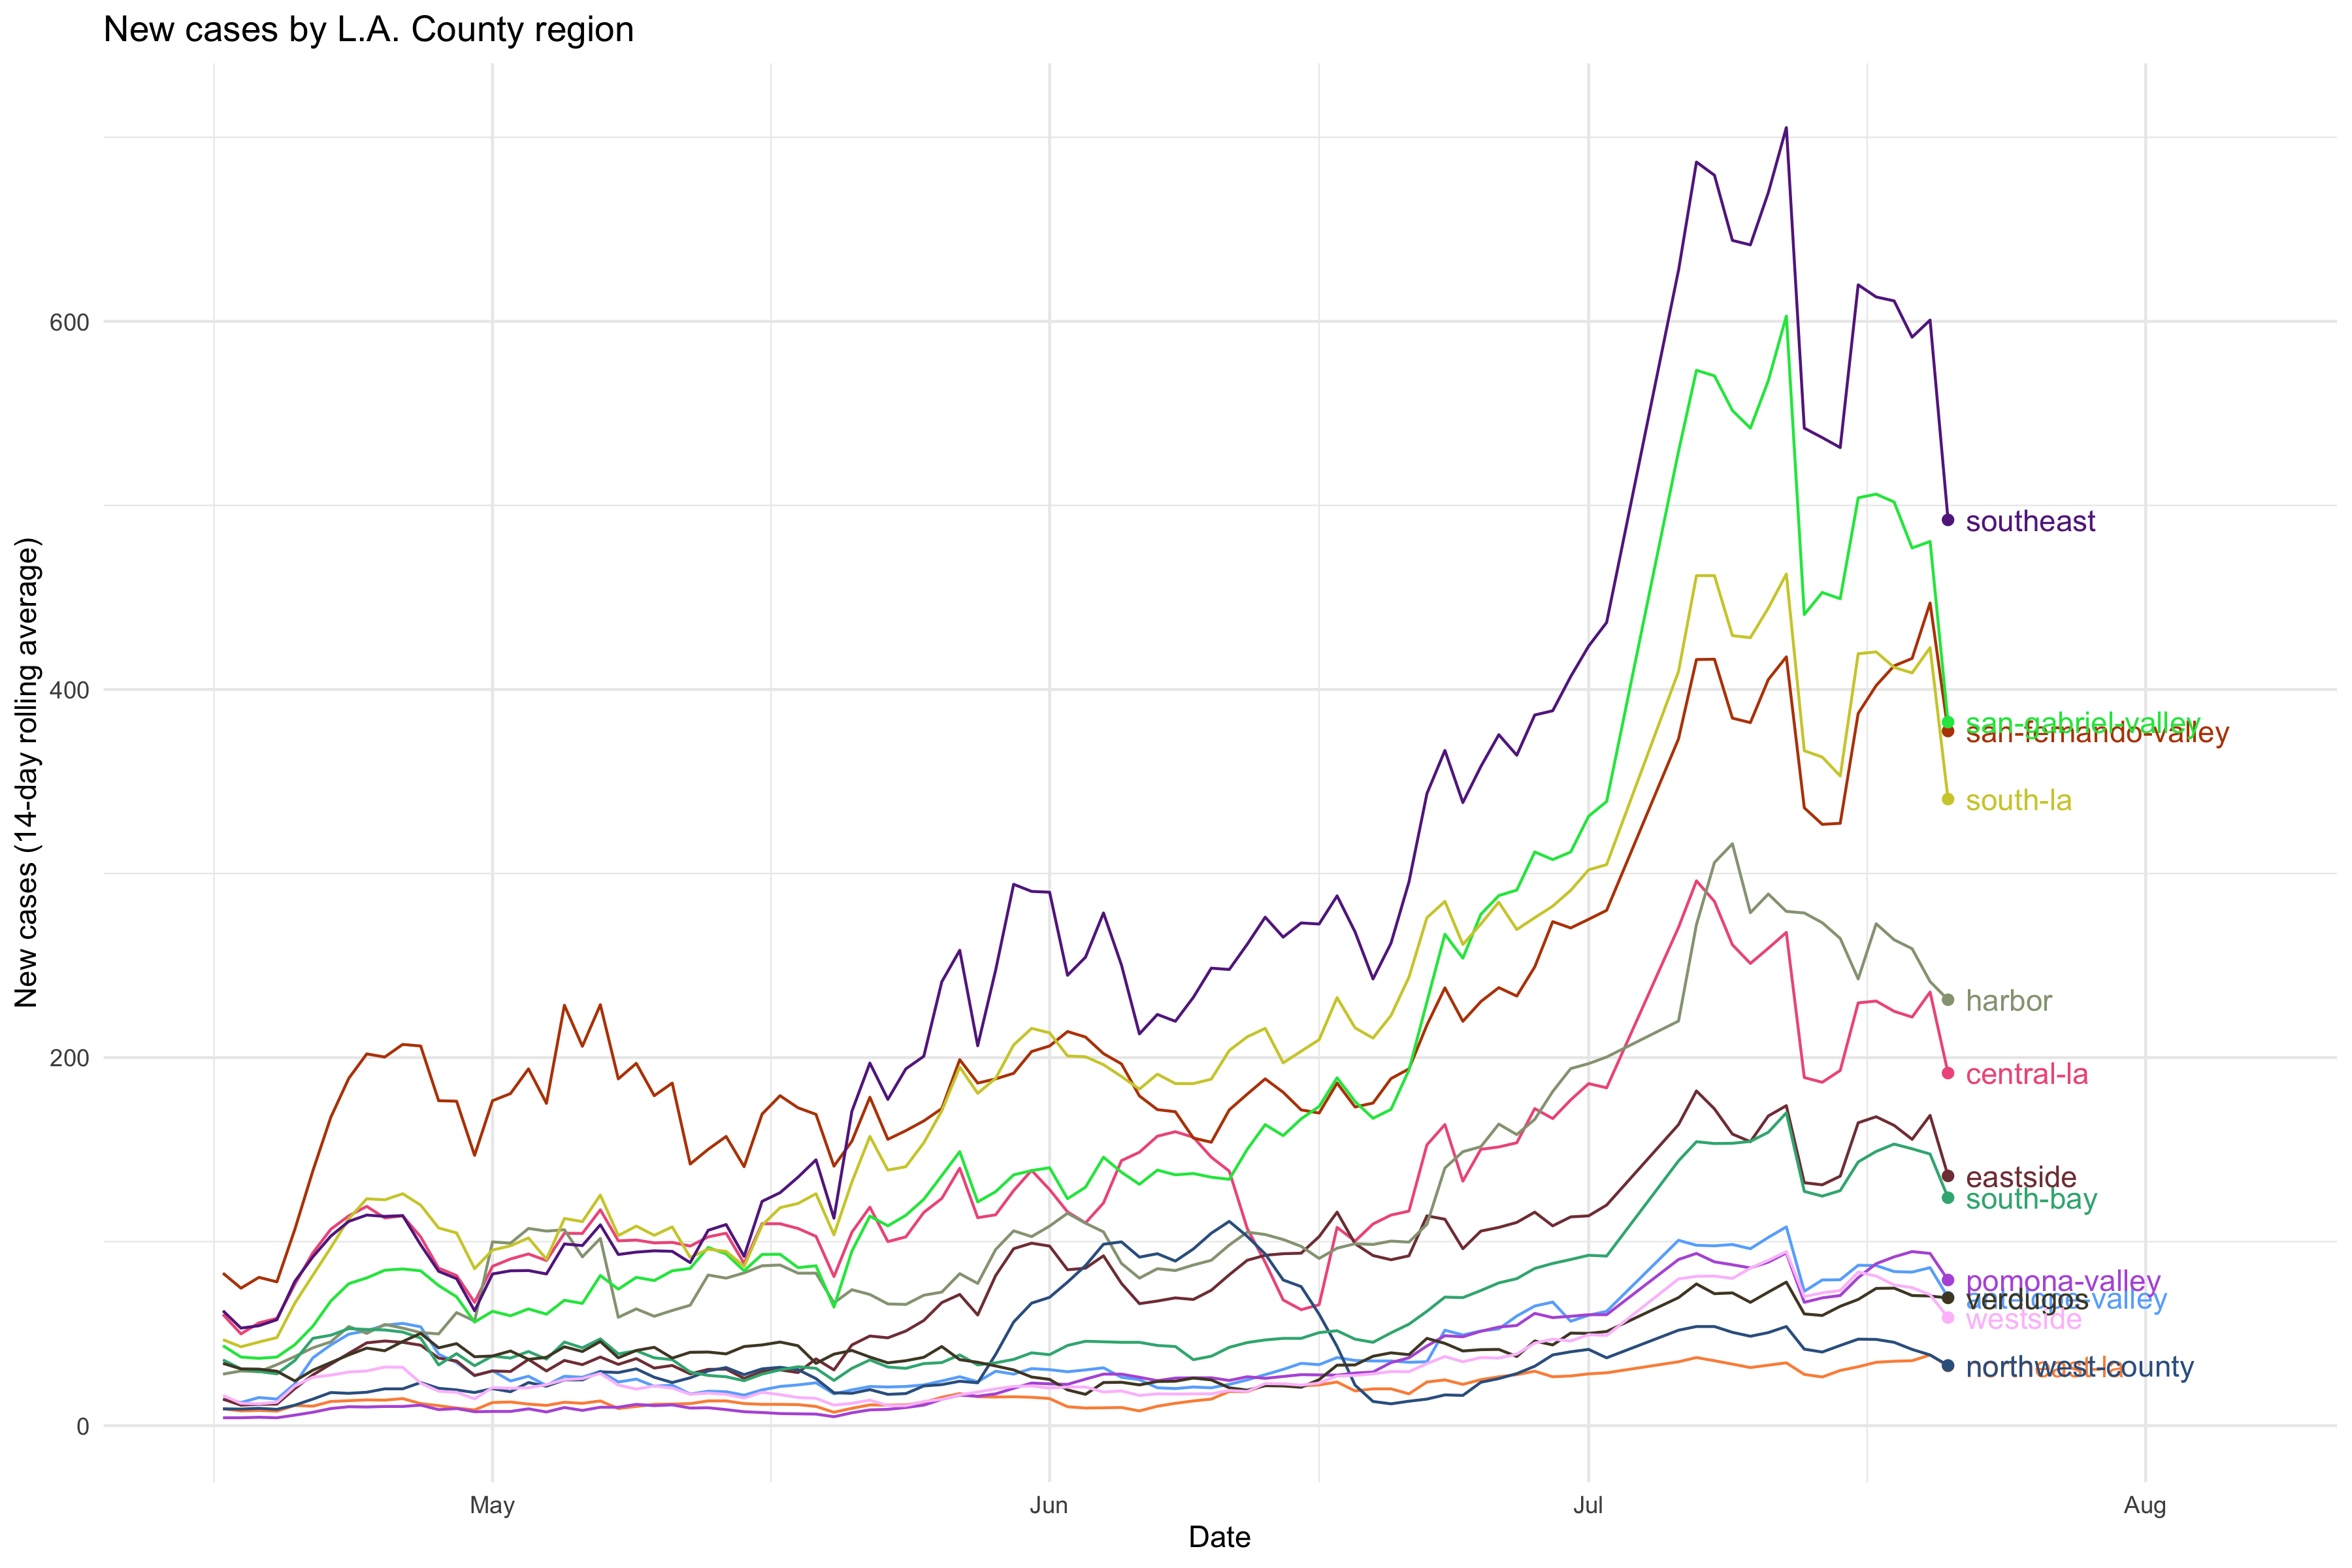 New cases by L.A. County region
New cases (14-day rolling average)
600
400
200
0
southeast
san-gabriel-valley
san-fernando-valley
south-la
harbor
central-la
eastside
south-bay
pomona-valley
verdugos
antelope-valley
westside
northwest-county
May
Jun
Jul
Aug
Date